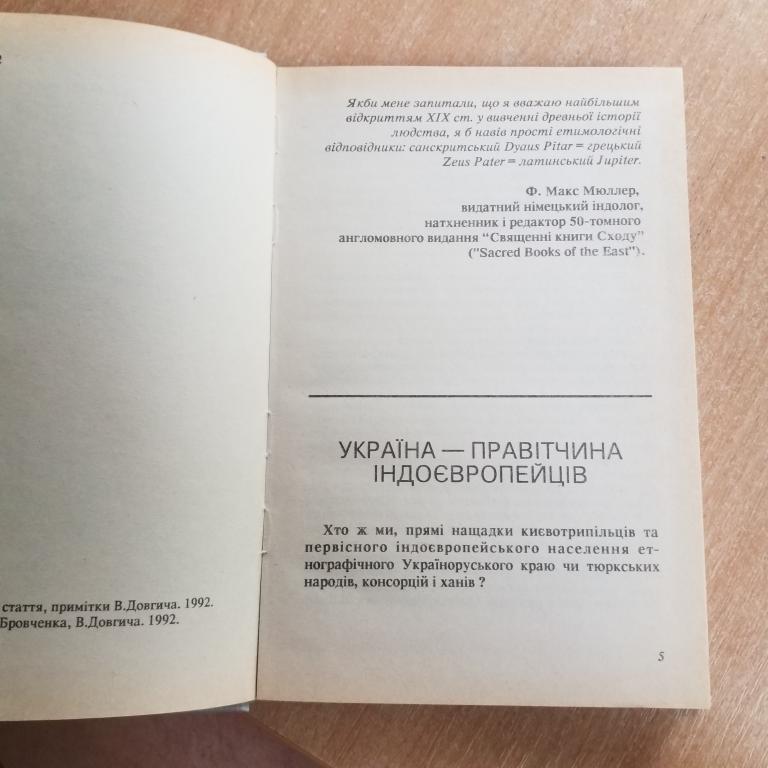 стаття, примітки В.Довгича. 1992.
Бровченка, В.Довгича. 1992.
Якби мене запитали, що я вважаю найбільшим
відкриттям XIX ст. у вивченні древньої історії
людства, я б навів прості етимологічні
відповідники: санскритський Dyaus Pitar = грецький
Zeus Pater = латинський Jupiter.
Ф. Макс Мюллер,
видатний німецький індолог,
натхненник і редактор 50-томного
англомовного видання "Священні книги Сходу"
("Sacred Books of the East").
УКРАЇНА — ПРАВІТЧИНА
ІНДОЄВРОПЕЙЦІВ
Хто ж ми, прямі нащадки києвотрипільців та
первісного індоєвропейського населення ет-
нографічного Україноруського краю чи тюркських
народів, консорцій і ханів ?
5